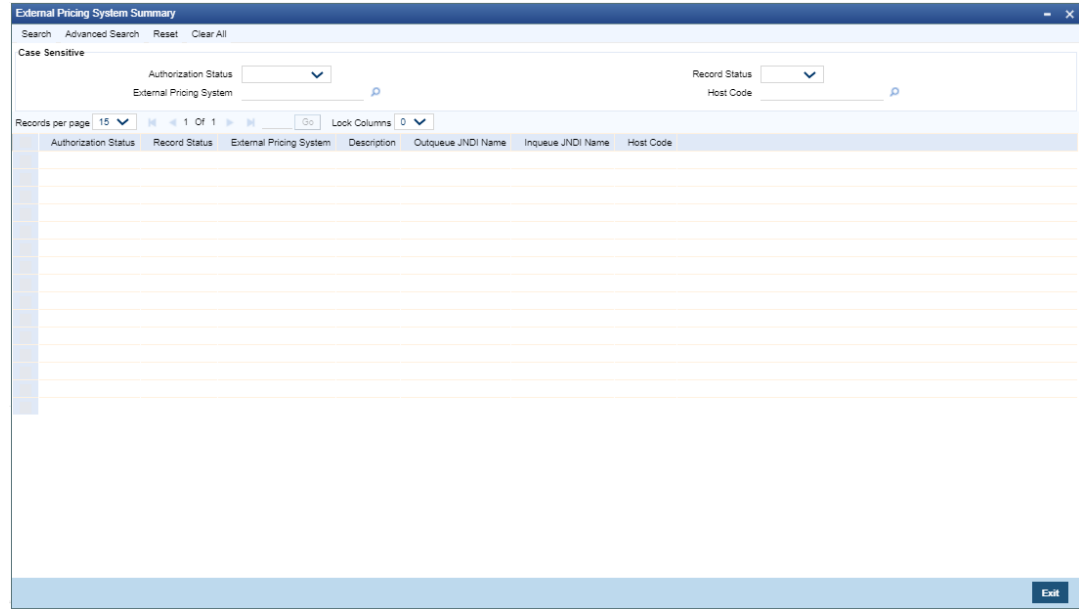 External Pricing System Summary
Search Advanced Search Reset Clear All
Case Sensitive
Authorization Status Record Status
External Pricing System Host Code
Records per page 15 1 Of 1 Go Lock Columns 0
Authorization Status Record Status External Pricing System Description Outqueue JNDI Name Inqueue JNDI Name Host Code
Exit